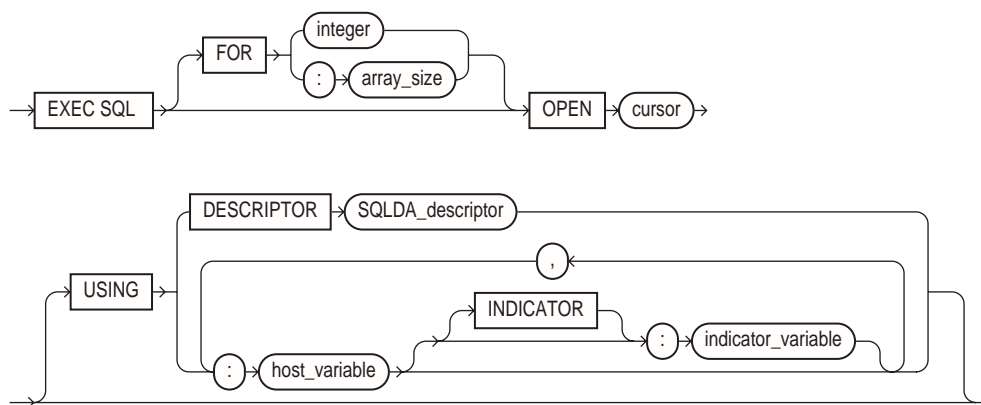 integer
FOR
: array_size
EXEC SQL OPEN cursor
DESCRIPTOR SQLDA_descriptor
,
USING
INDICATOR
: indicator_variable
: host_variable